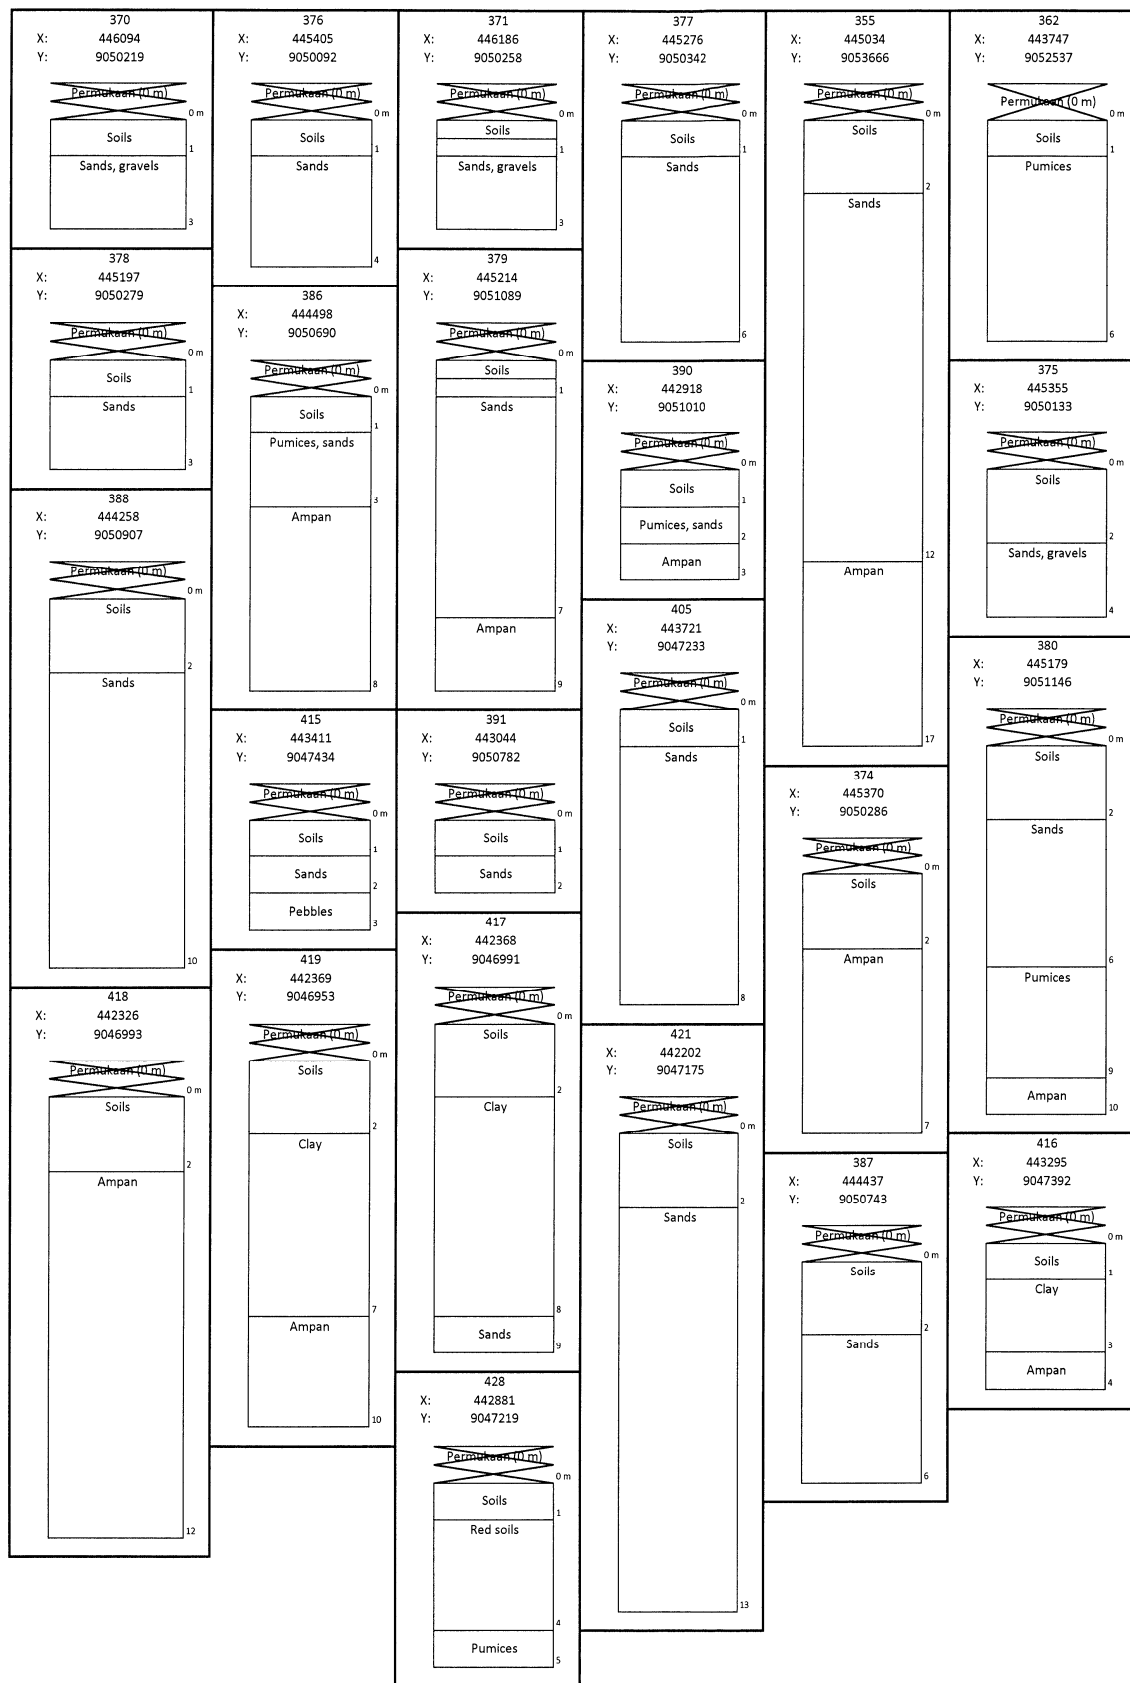 370
X: 446094
Y: 9050219
Permukaan (0 m)
0 m
Soils
1
Sands, gravels
3
378
X: 445197
Y: 9050279
Permukaan (0 m)
0 m
Soils
1
Sands
3
388
X: 444258
Y: 9050907
Permukaan (0 m)
0 m
Soils
2
Sands
10
418
X: 442326
Y: 9046993
Permukaan (0 m)
0 m
Soils
2
Ampan
12
376
X: 445405
Y: 9050092
Permukaan (0 m)
0 m
Soils
1
Sands
4
386
X: 444498
Y: 9050690
Permukaan (0 m)
0 m
Soils
1
Pumices, sands
3
Ampan
8
415
X: 443411
Y: 9047434
Permukaan (0 m)
0 m
Soils
1
Sands
2
Pebbles
3
419
X: 442369
Y: 9046953
Permukaan (0 m)
0 m
Soils
2
Clay
7
Ampan
10
371
X: 446186
Y: 9050258
Permukaan (0 m)
0 m
Soils
1
Sands, gravels
3
379
X: 445214
Y: 9051089
Permukaan (0 m)
0 m
Soils
1
Sands
7
Ampan
9
391
X: 443044
Y: 9050782
Permukaan (0 m)
0 m
Soils
1
Sands
2
417
X: 442368
Y: 9046991
Permukaan (0 m)
0 m
Soils
2
Clay
8
Sands
9
428
X: 442881
Y: 9047219
Permukaan (0 m)
0 m
Soils
1
Red soils
4
Pumices
5
377
X: 445276
Y: 9050342
Permukaan (0 m)
0 m
Soils
1
Sands
6
390
X: 442918
Y: 9051010
Permukaan (0 m)
0 m
Soils
1
Pumices, sands
2
Ampan
3
405
X: 443721
Y: 9047233
Permukaan (0 m)
0 m
Soils
1
Sands
8
421
X: 442202
Y: 9047175
Permukaan (0 m)
0 m
Soils
2
Sands
13
355
X: 445034
Y: 9053666
Permukaan (0 m)
0 m
Soils
2
Sands
12
Ampan
17
374
X: 445370
Y: 9050286
Permukaan (0 m)
0 m
Soils
2
Ampan
7
387
X: 444437
Y: 9050743
Permukaan (0 m)
0 m
Soils
2
Sands
6
362
X: 443747
Y: 9052537
Permukaan (0 m)
0 m
Soils
1
Pumices
6
375
X: 445355
Y: 9050133
Permukaan (0 m)
0 m
Soils
2
Sands, gravels
4
380
X: 445179
Y: 9051146
Permukaan (0 m)
0 m
Soils
2
Sands
6
Pumices
9
Ampan
10
416
X: 443295
Y: 9047392
Permukaan (0 m)
0 m
Soils
1
Clay
3
Ampan
4